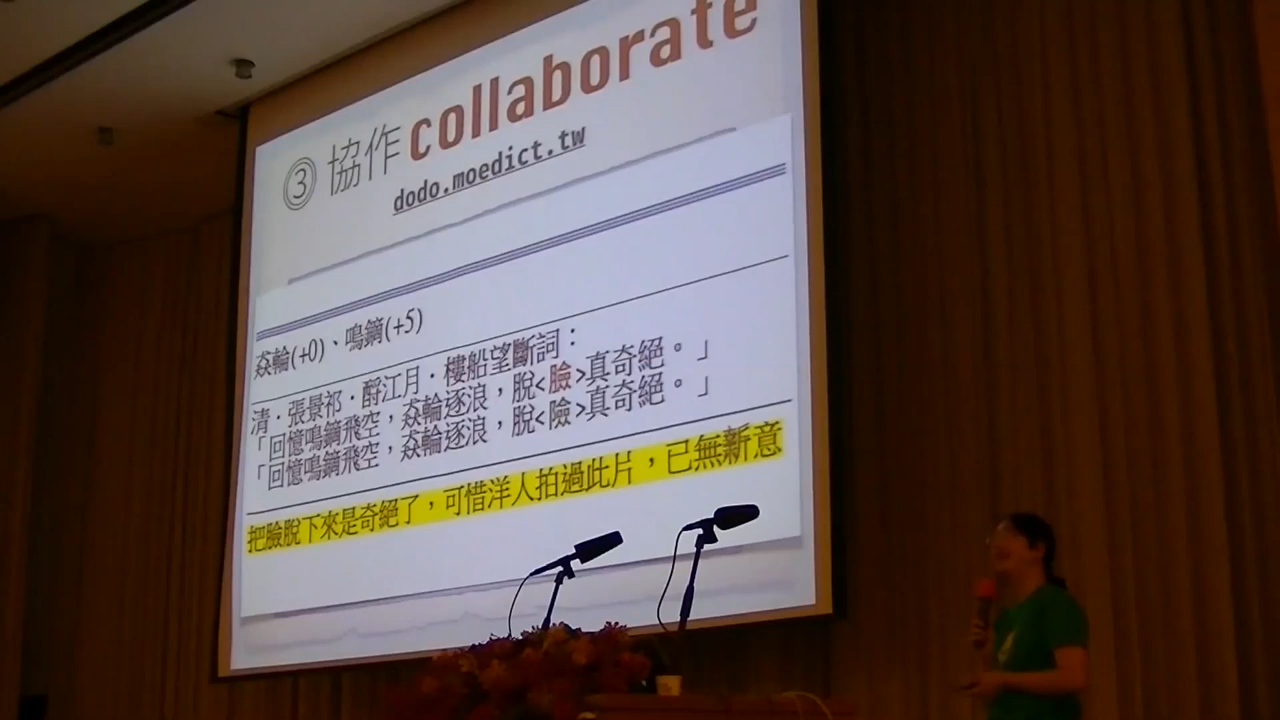 ③ 協作 collaborate
dodo.moedict.tw
猋輪(+0)、鳴鏑(+5)
清．張景祁．酹江月．樓船望斷詞：
「回憶鳴鏑飛空，猋輪逐浪，脫<臉>真奇絕。」
「回憶鳴鏑飛空，猋輪逐浪，脫<險>真奇絕。」
把臉脫下來是奇絕了，可惜洋人拍過此片，已無新意